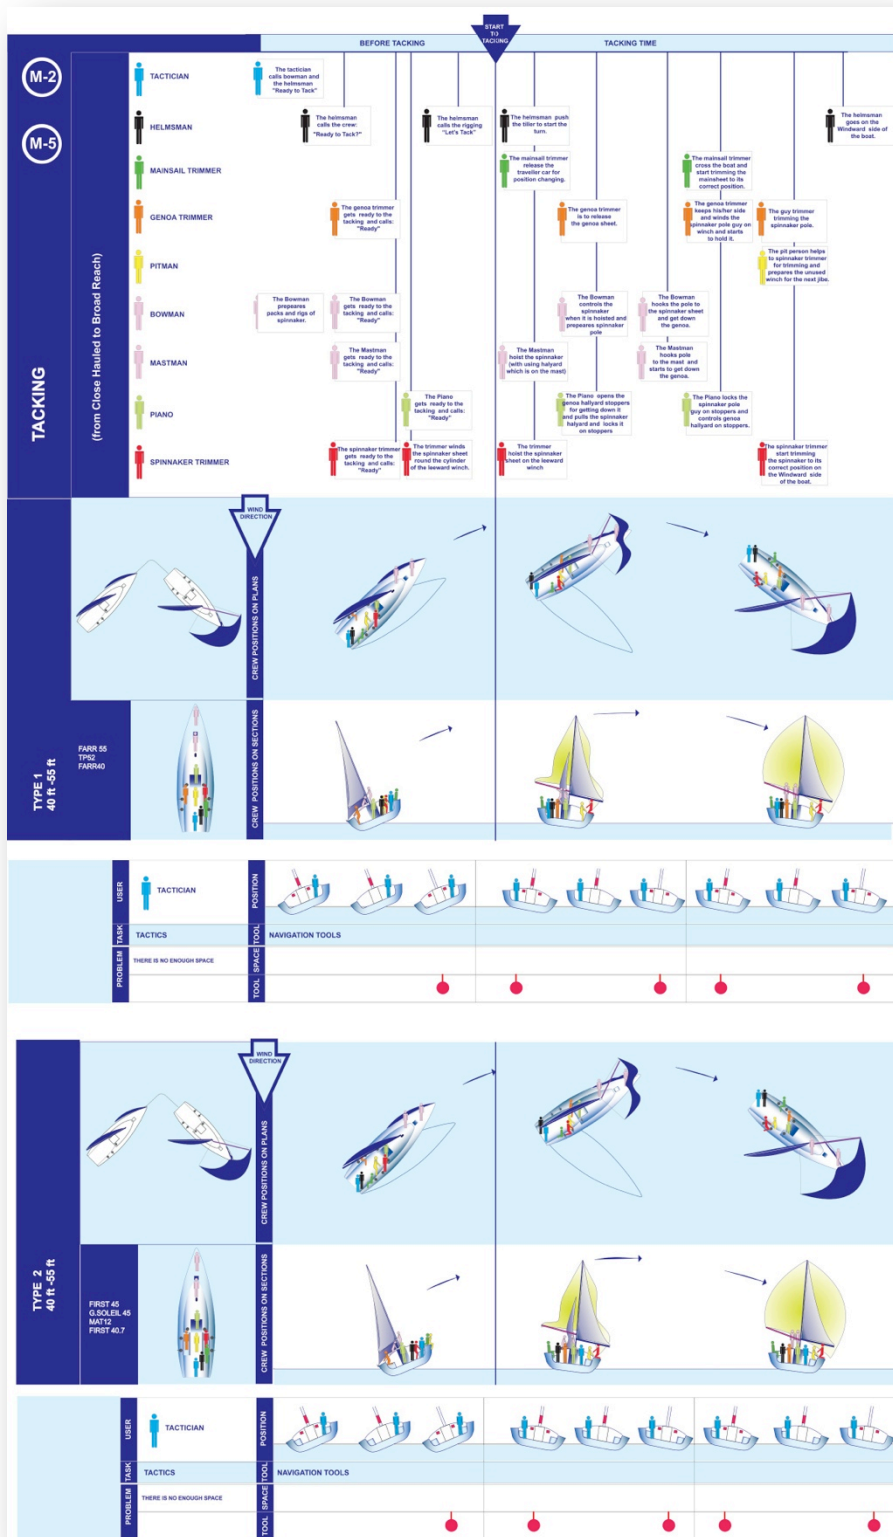 START
TO
TACKING
BEFORE TACKING
TACKING TIME
M-2
M-5
TACKING
(from Close Hauled to Broad Reach)
TACTICIAN
The tactician
calls bowman and
the helmsman
"Ready to Tack"
HELMSMAN
The helmsman
calls the crew:
"Ready to Tack?"
The helmsman
calls the rigging
"Let's Tack"
The helmsman push
the tiller to start the
turn.
The helmsman
goes on the
Windward side of
the boat.
MAINSAIL TRIMMER
The mainsail trimmer
release the
traveller car for
position changing.
The mainsail trimmer
cross the boat and
start trimming the
mainsheet to its
correct position.
GENOA TRIMMER
The genoa trimmer
gets ready to the
tacking and calls:
"Ready"
The genoa trimmer
is to release
the genoa sheet.
The genoa trimmer
keeps his/her side
and winds the
spinnaker pole guy on
winch and starts
to hold it.
The guy trimmer
trimming the
spinnaker pole.
PITMAN
The pit person helps
to spinnaker trimmer
for trimming and
prepares the unused
winch for the next jibe.
BOWMAN
The Bowman
prepeares
packs and rigs of
spinnaker.
The Bowman
gets ready to the
tacking and calls:
"Ready"
The Bowman
controls the
spinnaker
when it is hoisted and
prepeares spinnaker
pole
The Bowman
hooks the pole to
the spinnaker sheet
and get down
the genoa.
MASTMAN
The Mastman
gets ready to the
tacking and calls:
"Ready"
The Mastman
hoist the spinnaker
(with using halyard
which is on the mast)
The Mastman
hooks pole
to the mast and
starts to get down
the genoa.
PIANO
The Piano
gets ready to the
tacking and calls:
"Ready"
The Piano opens the
genoa hallyard stoppers
for getting down it
and pulls the spinnaker
halyard and locks it
on stoppers
The Piano locks the
spinnaker pole
guy on stoppers and
controls genoa
hallyard on stoppers.
SPINNAKER TRIMMER
The spinnaker trimmer
gets ready to the
tacking and calls:
"Ready"
The trimmer winds
the spinnaker sheet
round the cylinder
of the leeward winch.
The trimmer
hoist the spinnaker
sheet on the leeward
winch
The spinnaker trimmer
start trimming
the spinnaker to its
correct position on
the Windward side
of the boat.
WIND
DIRECTION
CREW POSITIONS ON PLANS
TYPE 1
40 ft -55 ft
FARR 55
TP52
FARR40
CREW POSITIONS ON SECTIONS
USER
TACTICIAN
POSITION
TASK
TACTICS
TOOL
NAVIGATION TOOLS
PROBLEM
THERE IS NO ENOUGH SPACE
SPACE
TOOL
WIND
DIRECTION
CREW POSITIONS ON PLANS
TYPE 2
40 ft -55 ft
FIRST 45
G.SOLEIL 45
MAT12
FIRST 40.7
CREW POSITIONS ON SECTIONS
USER
TACTICIAN
POSITION
TASK
TACTICS
TOOL
NAVIGATION TOOLS
PROBLEM
THERE IS NO ENOUGH SPACE
SPACE
TOOL